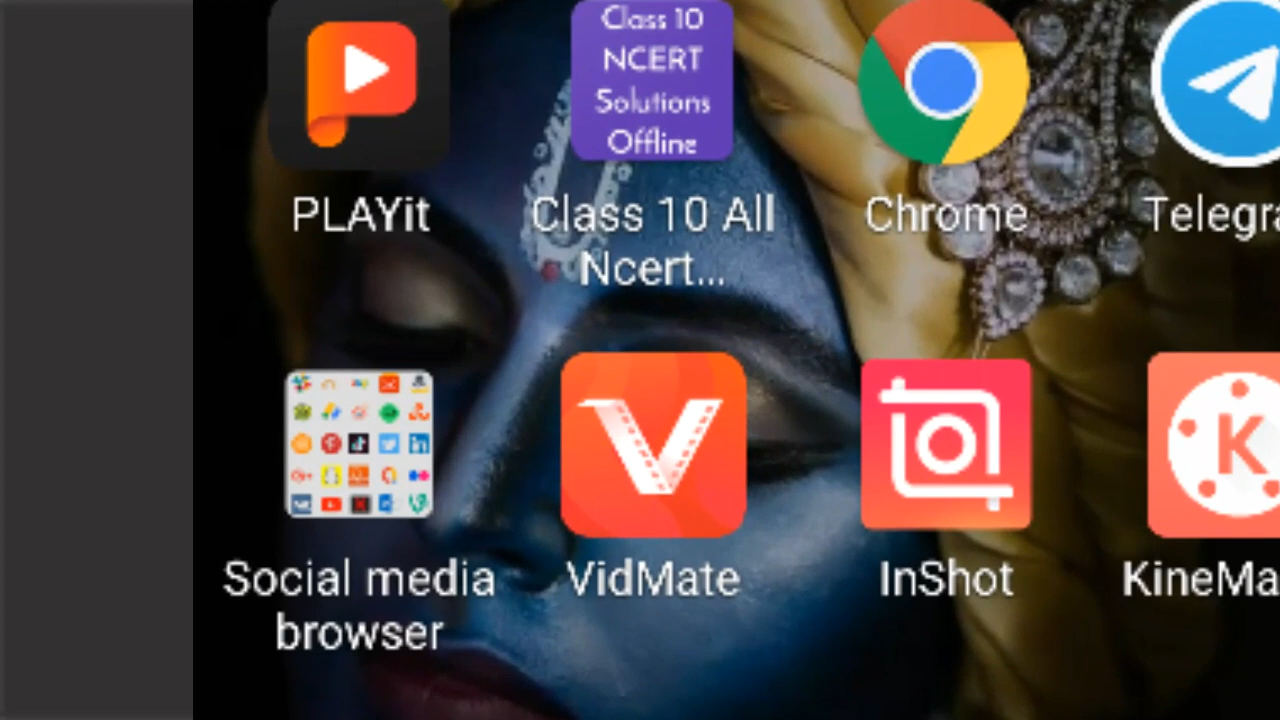 Class 10
NCERT
Solutions
Offline
PLAYit
Class 10 All
Ncert...
Chrome
Telegra
K
Social media
browser
VidMate
InShot
KineMa